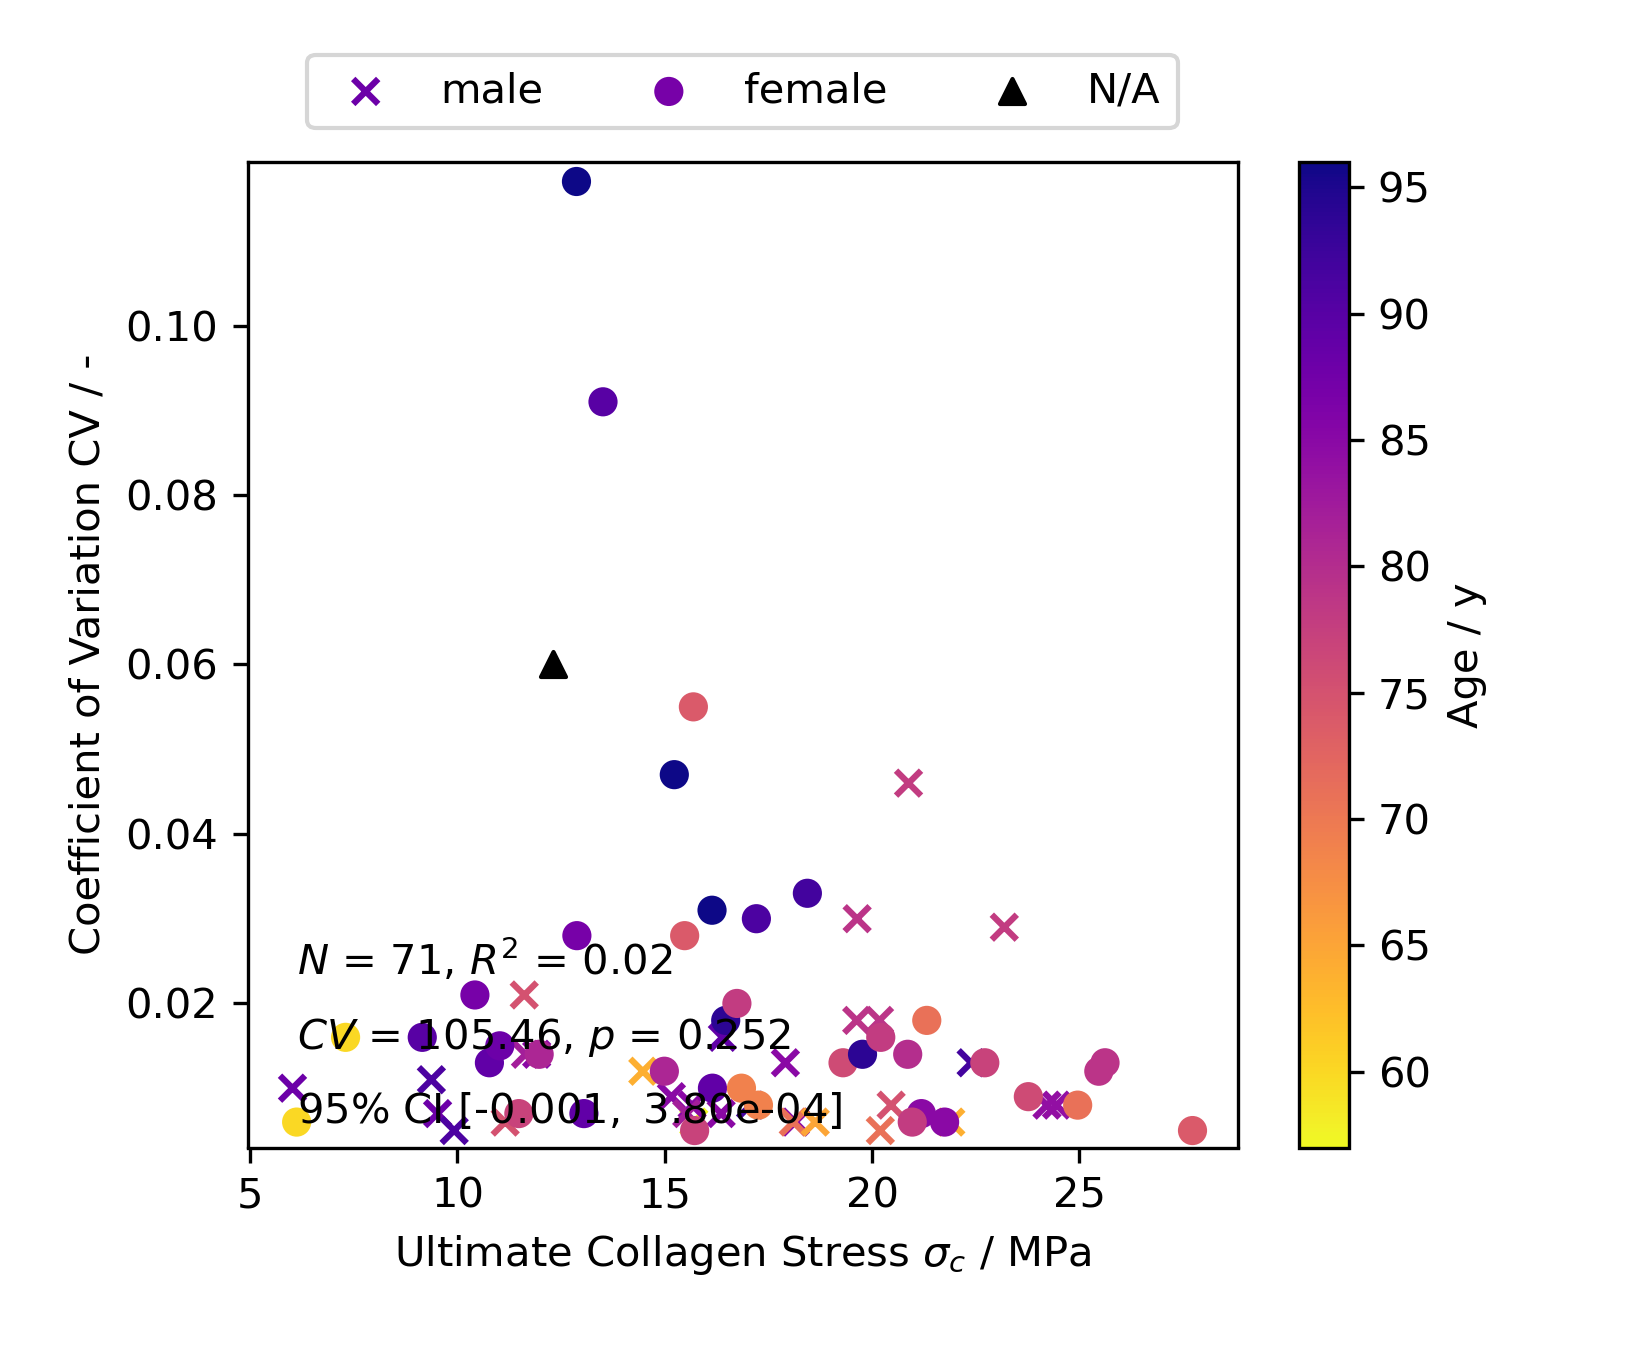 male female N/A
0.10
0.08
0.06
0.04
0.02
Coefficient of Variation CV / -
N = 71, R² = 0.02
CV = 105.46, p = 0.252
95% CI [-0.001, 3.80e-04]
5 10 15 20 25
Ultimate Collagen Stress σc / MPa
95
90
85
80
75
70
65
60
Age / y